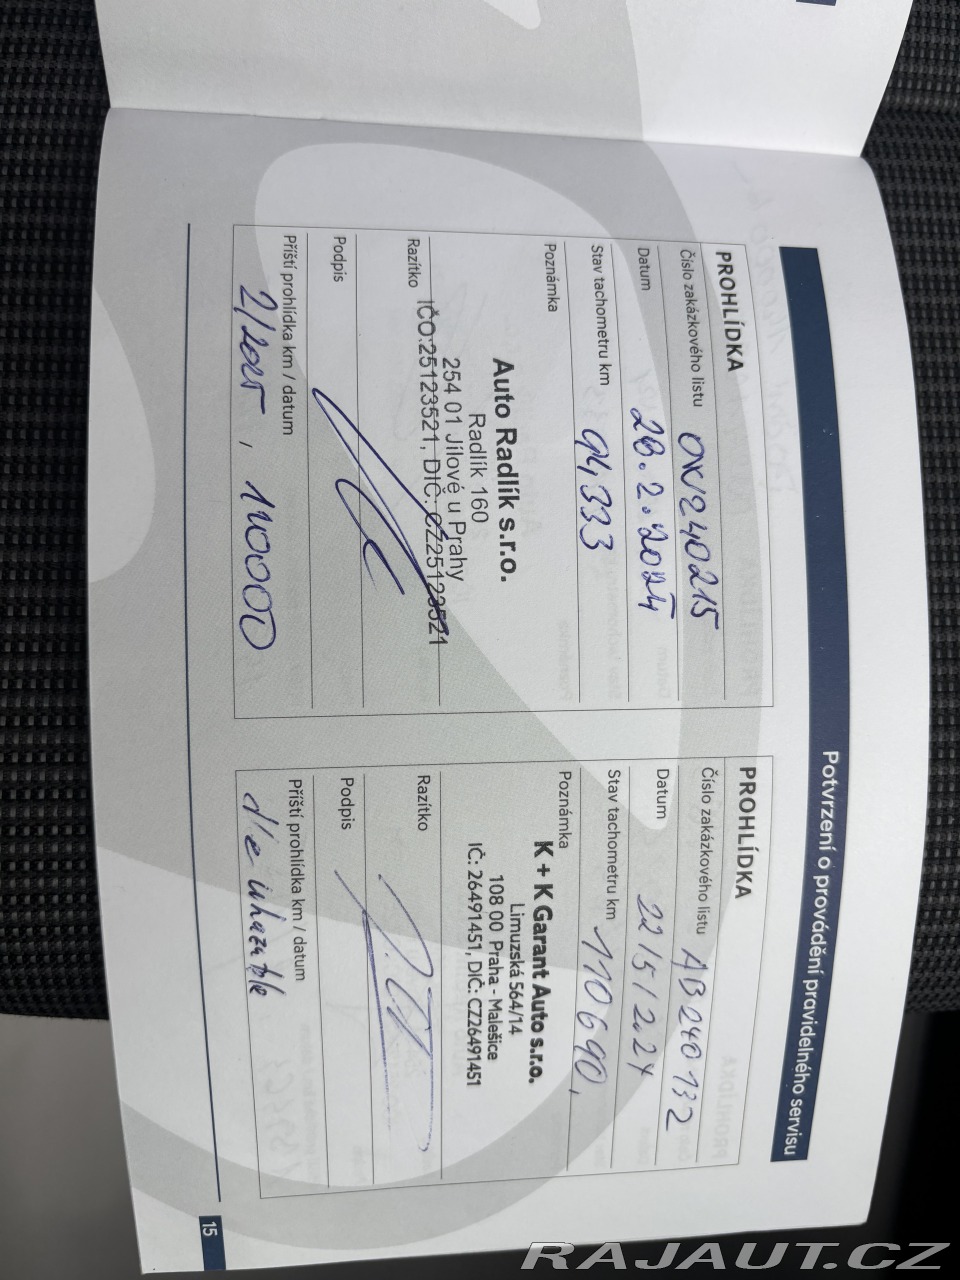 Potvrzení o provádění pravidelného servisu
PROHLÍDKA
Číslo zakázkového listu OKV240215
Datum 28.2.2024
Stav tachometru km 94333
Poznámka
Auto Radlík s.r.o.
Radlík 160
254 01 Jílové u Prahy
Razítko IČO:25123521, DIČ: CZ25123521
Podpis
Příští prohlídka km / datum
2/2025, 120000
PROHLÍDKA
Číslo zakázkového listu AB240132
Datum 22/5/2024
Stav tachometru km 110690,
Poznámka
K + K Garant Auto s.r.o.
Limuzská 564/14
108 00 Praha - Malešice
IČ: 26491451, DIČ: CZ26491451
Razítko
Podpis
Příští prohlídka km / datum
dle ukazatele
15
RAJAUT.CZ